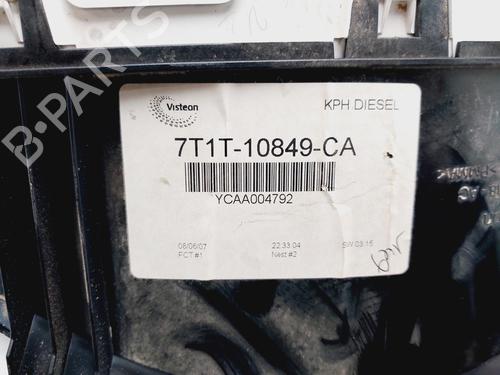 B-PARTS
Visteon
KPH DIESEL
7T1T-10849-CA
YCAA004792
08/06/07 22:33:04 SW 03.15
FCT #1 Nest #2